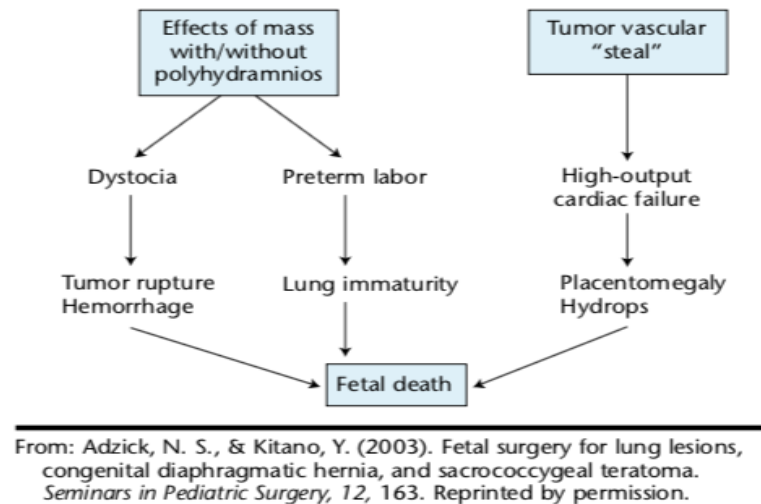 Effects of mass
with/without
polyhydramnios
Tumor vascular
“steal”
Dystocia
Preterm labor
High-output
cardiac failure
Tumor rupture
Hemorrhage
Lung immaturity
Placentomegaly
Hydrops
Fetal death
From: Adzick, N. S., & Kitano, Y. (2003). Fetal surgery for lung lesions,
congenital diaphragmatic hernia, and sacrococcygeal teratoma.
Seminars in Pediatric Surgery, 12, 163. Reprinted by permission.